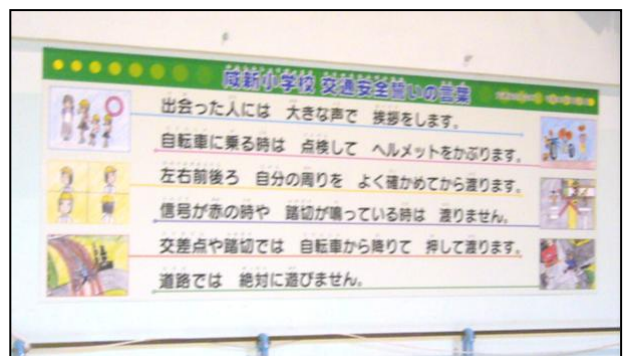 咸新小学校 交通安全誓いの言葉
出会った人には 大きな声で 挨拶をします。
自転車に乗る時は 点検して ヘルメットをかぶります。
左右前後ろ 自分の周りを よく確かめてから渡ります。
信号が赤の時や 踏切が鳴っている時は 渡りません。
交差点や踏切では 自転車から降りて 押して渡ります。
道路では 絶対に遊びません。